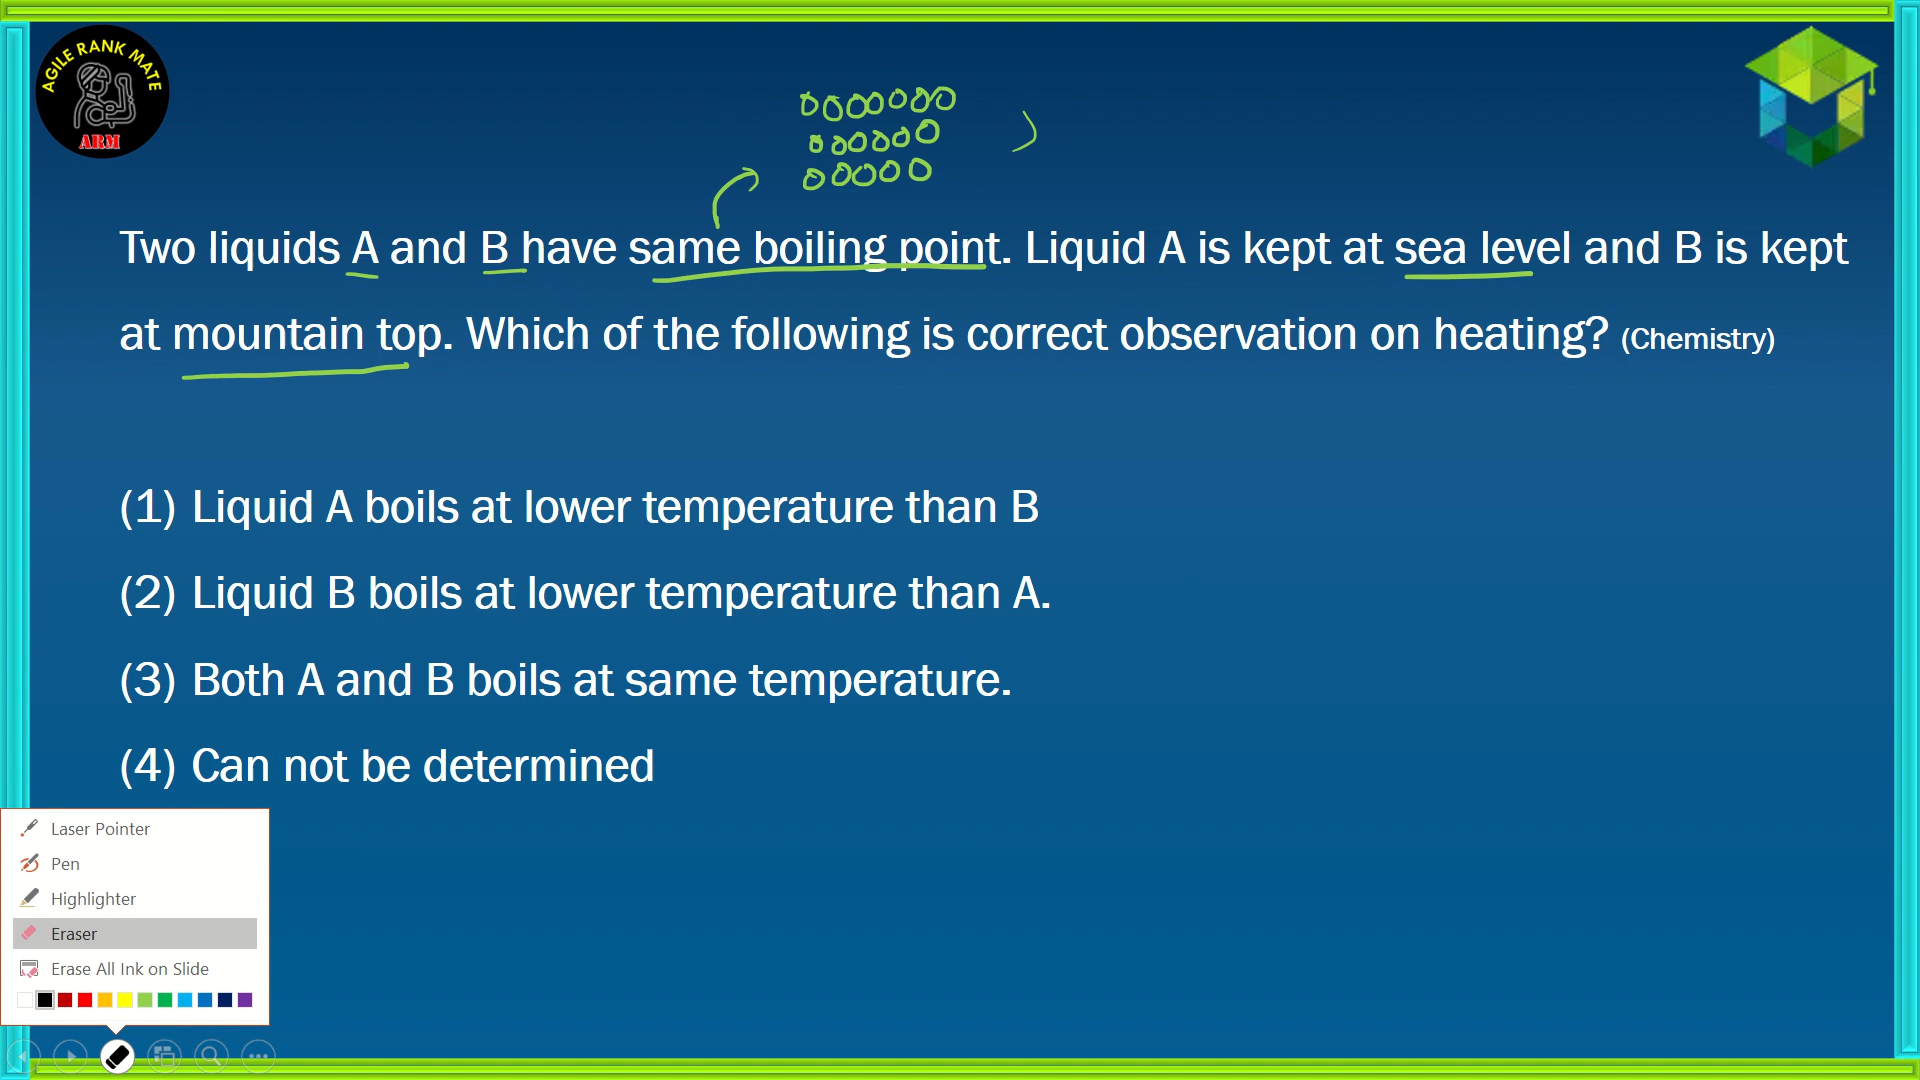 AGILE RANK MATE
ARM
Two liquids A and B have same boiling point. Liquid A is kept at sea level and B is kept
at mountain top. Which of the following is correct observation on heating? (Chemistry)
(1) Liquid A boils at lower temperature than B
(2) Liquid B boils at lower temperature than A.
(3) Both A and B boils at same temperature.
(4) Can not be determined
Laser Pointer
Pen
Highlighter
Eraser
Erase All Ink on Slide